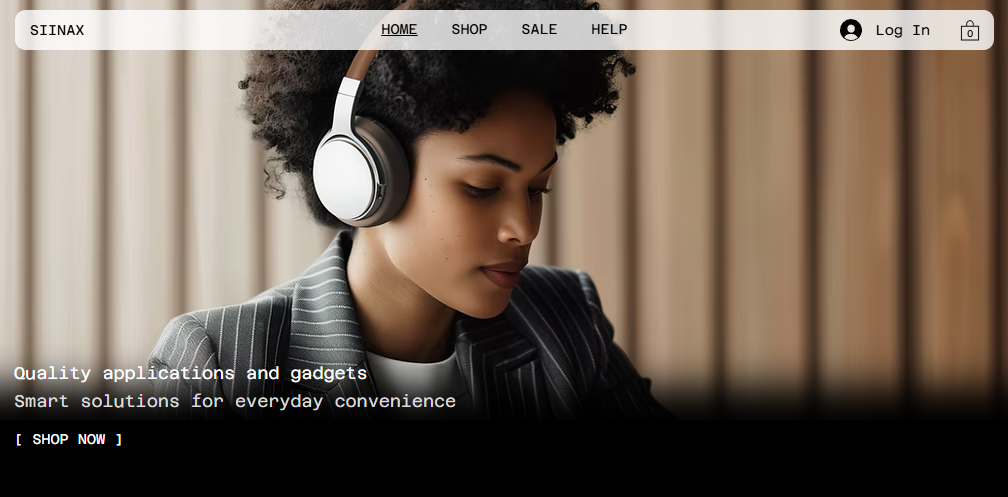 SIINAX
HOME SHOP SALE HELP
Log In
0
Quality applications and gadgets
Smart solutions for everyday convenience
[ SHOP NOW ]